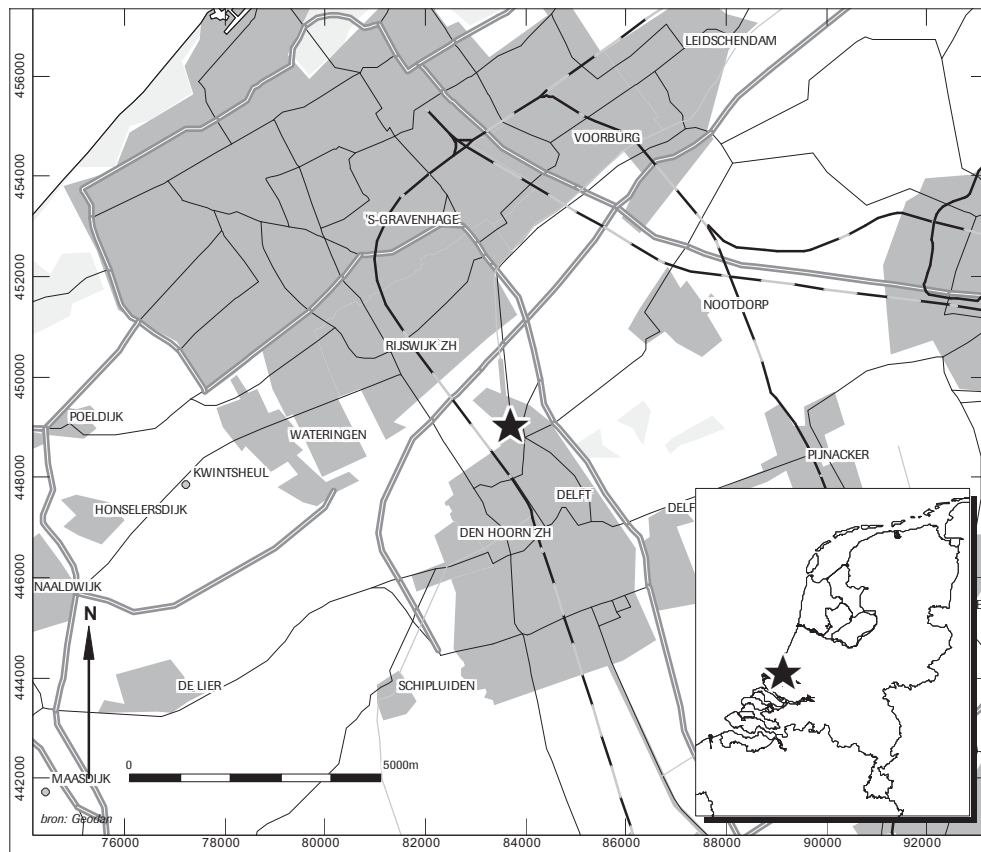 LEIDSCHENDAM
456000
VOORBURG
454000
'S-GRAVENHAGE
452000
NOOTDORP
RIJSWIJK ZH
450000
POELDIJK
WATERINGEN
PIJNACKER
KWINTSHEUL
448000
DELFT
DELF
HONSELERSDIJK
DEN HOORN ZH
446000
NAALDWIJK
N
444000
DE LIER
SCHIPLUIDEN
0
5000m
442000
MAASDIJK
bron: Geodan
76000 78000 80000 82000 84000 86000 88000 90000 92000